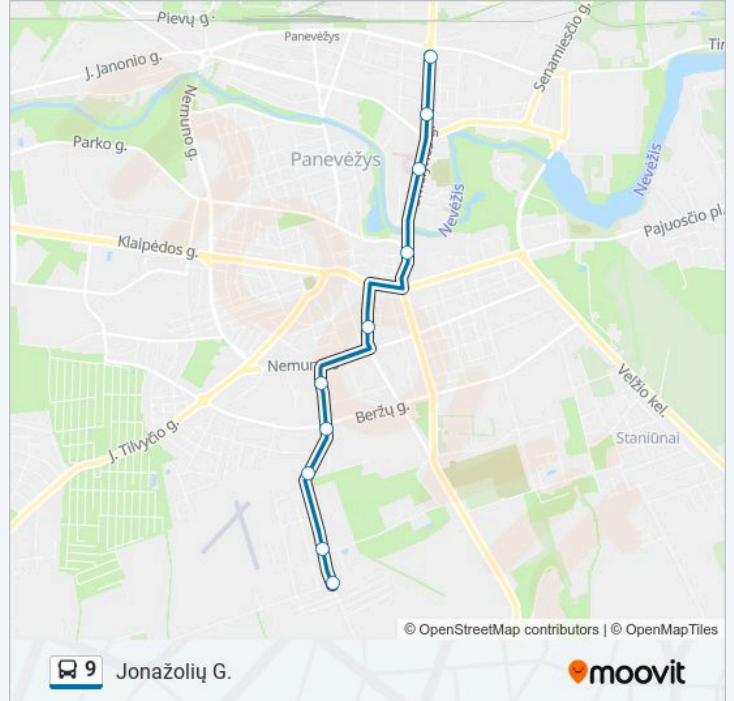 Pievų g.
Senamiesčio g.
Panevėžys
J. Janonio g.
Nemuno g.
Parko g.
Panevėžys
Nevėžis
Nevėžis
Pajuosčio pl.
Klaipėdos g.
Velžio kel.
Beržų g.
J. Tilvyčio g.
Staniūnai
© OpenStreetMap contributors | © OpenMapTiles
9 Jonažolių G.
moovit